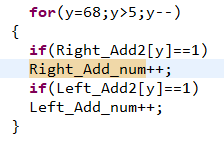 for(y=68;y>5;y--)
{
if(Right_Add2[y]==1)
Right_Add_num++;
if(Left_Add2[y]==1)
Left_Add_num++;
}